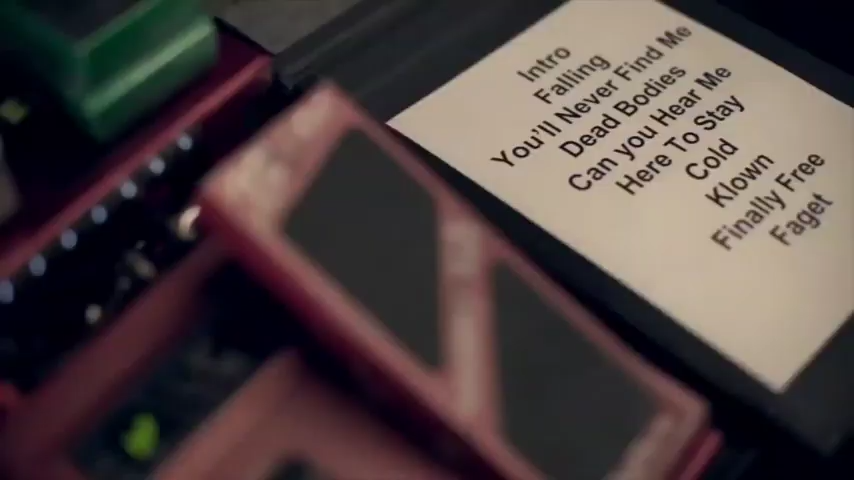 Intro
Falling
You'll Never Find Me
Dead Bodies
Can you Hear Me
Here To Stay
Cold
Klown
Finally Free
Faget